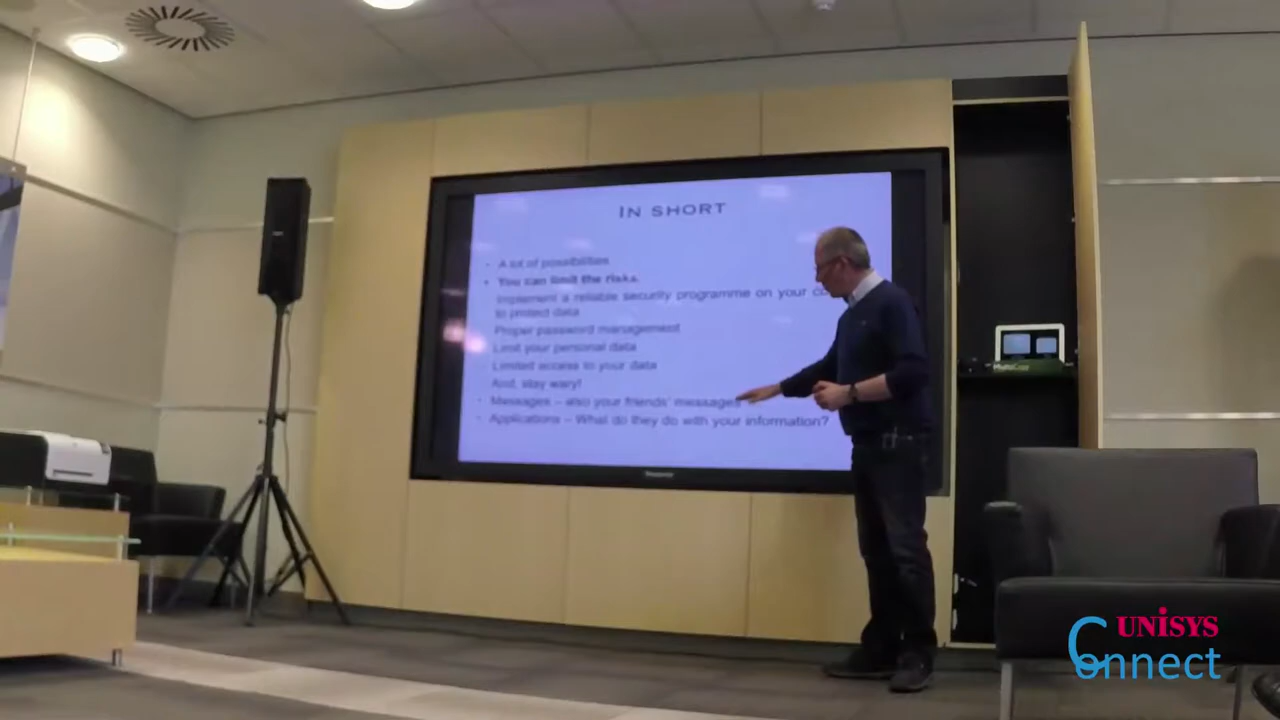 IN SHORT
• A lot of possibilities
• You can limit the risks.
Implement a reliable security programme on your
to protect data
Proper password management
Limit your personal data
Limited access to your data
And, stay wary!
• Messages – also your friends' messages
• Applications – What do they do with your information?
Panasonic
UNISYS
Connect